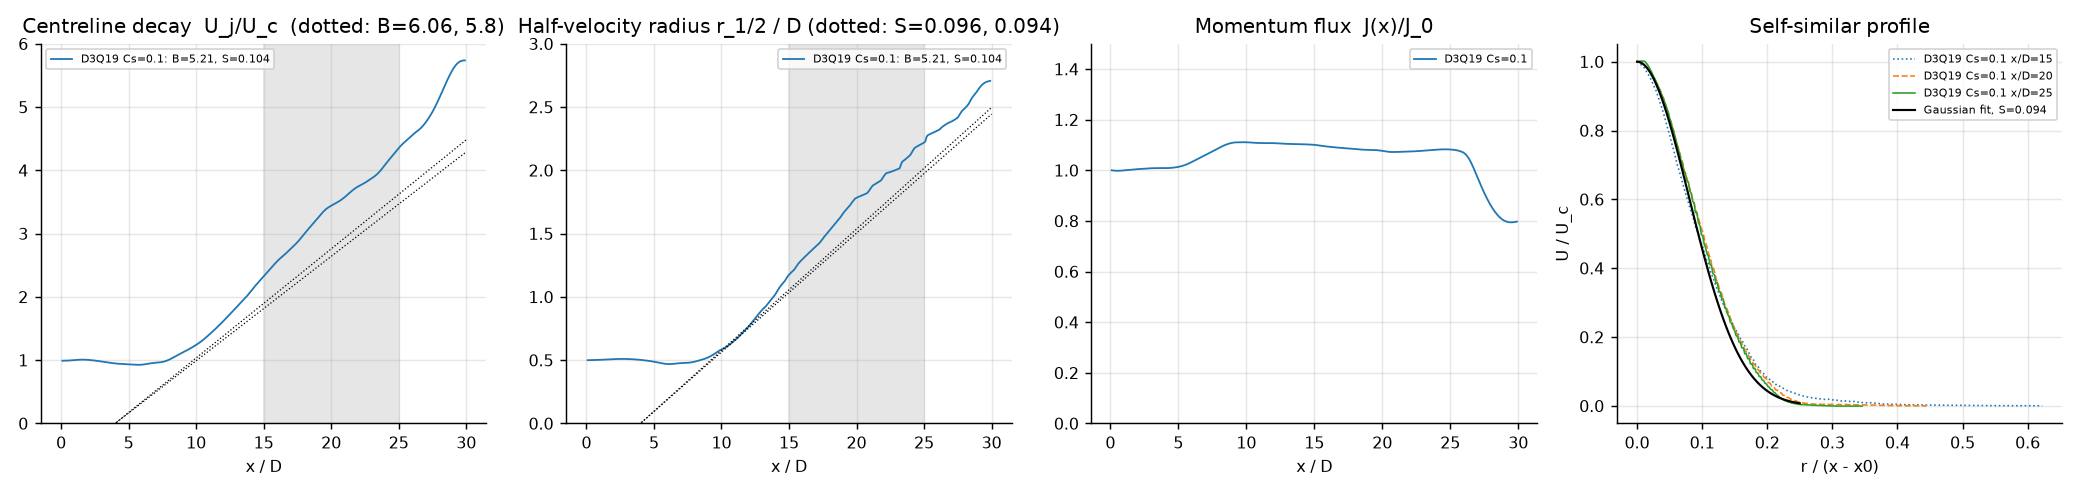 Centreline decay  U_j/U_c  (dotted: B=6.06, 5.8)
D3Q19 Cs=0.1: B=5.21, S=0.104
6
5
4
3
2
1
0
0 5 10 15 20 25 30
x / D
Half-velocity radius r_1/2 / D (dotted: S=0.096, 0.094)
D3Q19 Cs=0.1: B=5.21, S=0.104
3.0
2.5
2.0
1.5
1.0
0.5
0.0
0 5 10 15 20 25 30
x / D
Momentum flux  J(x)/J_0
D3Q19 Cs=0.1
1.4
1.2
1.0
0.8
0.6
0.4
0.2
0.0
0 5 10 15 20 25 30
x / D
Self-similar profile
D3Q19 Cs=0.1 x/D=15
D3Q19 Cs=0.1 x/D=20
D3Q19 Cs=0.1 x/D=25
Gaussian fit, S=0.094
U / U_c
1.0
0.8
0.6
0.4
0.2
0.0
0.0 0.1 0.2 0.3 0.4 0.5 0.6
r / (x - x0)